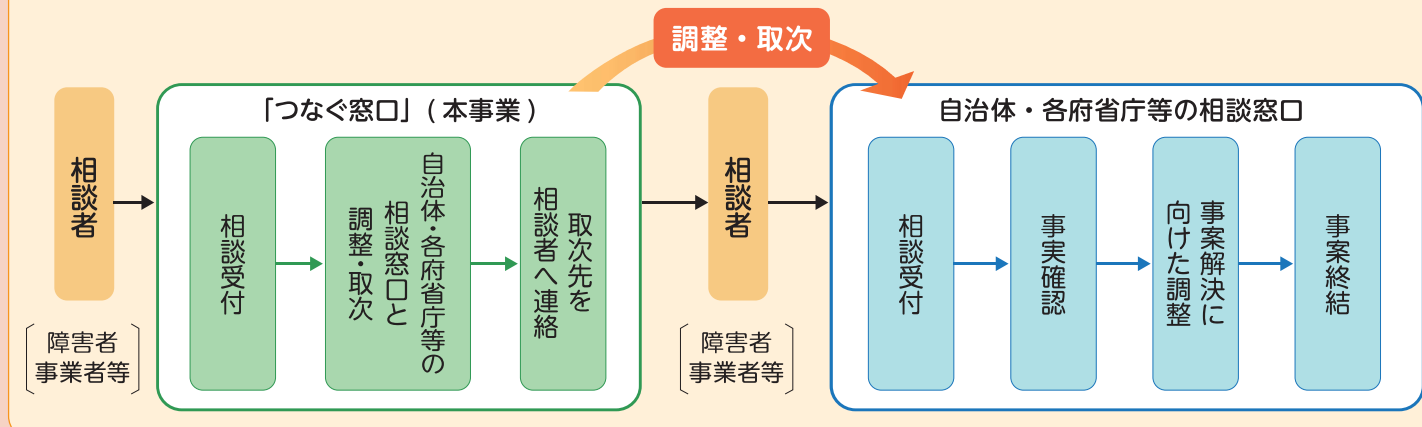 調整・取次
相談者
障害者
事業者等
「つなぐ窓口」(本事業)
相談受付
自治体・各府省庁等の
相談窓口と
調整・取次
取次先を
相談者へ連絡
相談者
障害者
事業者等
自治体・各府省庁等の相談窓口
相談受付
事実確認
事案解決に
向けた調整
事案終結